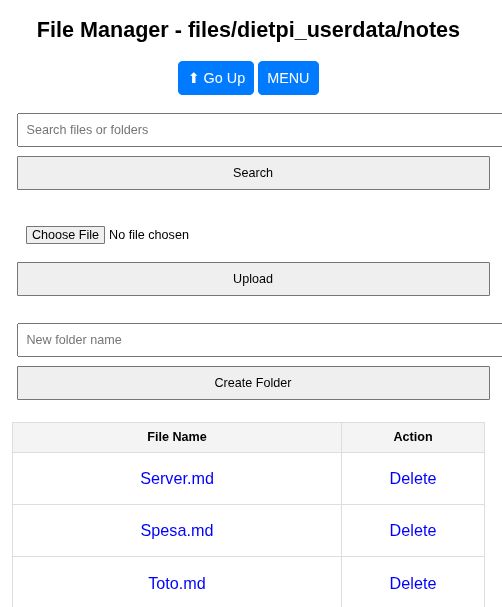 File Manager - files/dietpi_userdata/notes
⬆ Go Up MENU
Search files or folders
Search
Choose File No file chosen
Upload
New folder name
Create Folder
File Name Action
Server.md Delete
Spesa.md Delete
Toto.md Delete